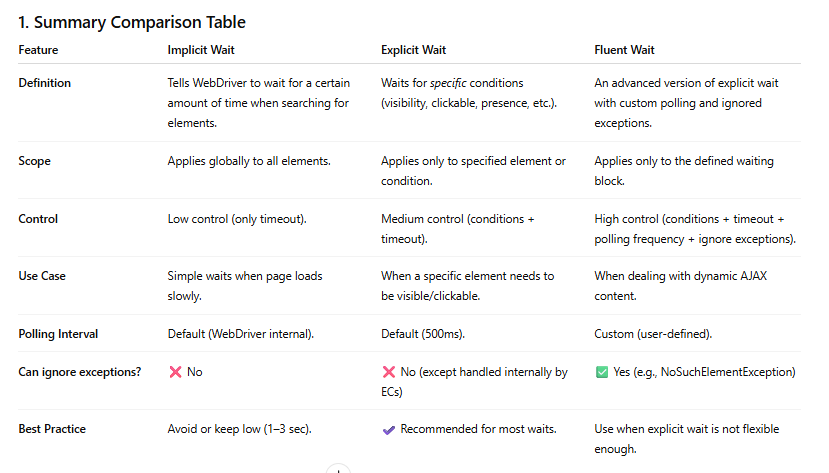 1. Summary Comparison Table
Feature Implicit Wait Explicit Wait Fluent Wait
Definition Tells WebDriver to wait for a certain Waits for specific conditions An advanced version of explicit wait
amount of time when searching for (visibility, clickable, presence, etc.). with custom polling and ignored
elements. exceptions.
Scope Applies globally to all elements. Applies only to specified element or Applies only to the defined waiting
condition. block.
Control Low control (only timeout). Medium control (conditions + High control (conditions + timeout +
timeout). polling frequency + ignore exceptions).
Use Case Simple waits when page loads When a specific element needs to When dealing with dynamic AJAX
slowly. be visible/clickable. content.
Polling Interval Default (WebDriver internal). Default (500ms). Custom (user-defined).
Can ignore exceptions? ❌ No ❌ No (except handled internally by ✅ Yes (e.g., NoSuchElementException)
ECs)
Best Practice Avoid or keep low (1–3 sec). ✔ Recommended for most waits. Use when explicit wait is not flexible
enough.